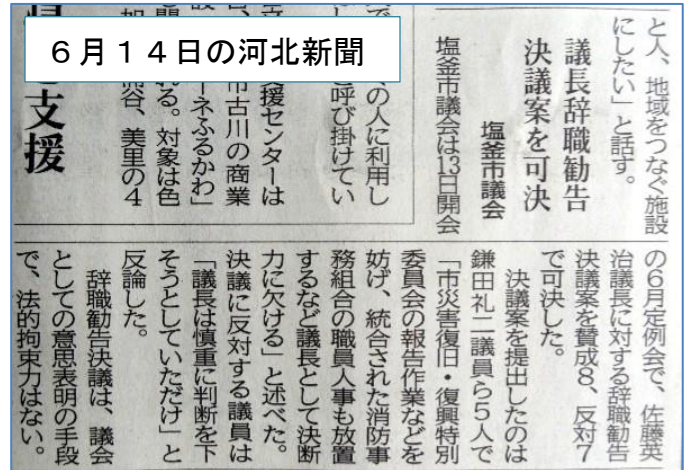 6月14日の河北新聞
と人、地域をつなぐ施設
にしたい」と話す。
議長辞職勧告
決議案を可決
塩釜市議会
塩釜市議会は13日開会
の6月定例会で、佐藤英
治議長に対する辞職勧告
決議案を賛成8、反対7
で可決した。
決議案を提出したのは
鎌田礼二議員ら5人で
「市災害復旧・復興特別
委員会の報告作業などを
妨げ、統合された消防事
務組合の職員人事も放置
するなど議長として決断
力に欠ける」と述べた。
決議に反対する議員は
「議長は慎重に判断を下
そうとしていただけ」と
反論した。
辞職勧告決議は、議会
としての意思表明の手段
で、法的拘束力はない。
の人に利用し
と呼び掛けてい
支援センターは
市古川の商業
ーネふるかわ」
れる。対象は色
涌谷、美里の4
支援